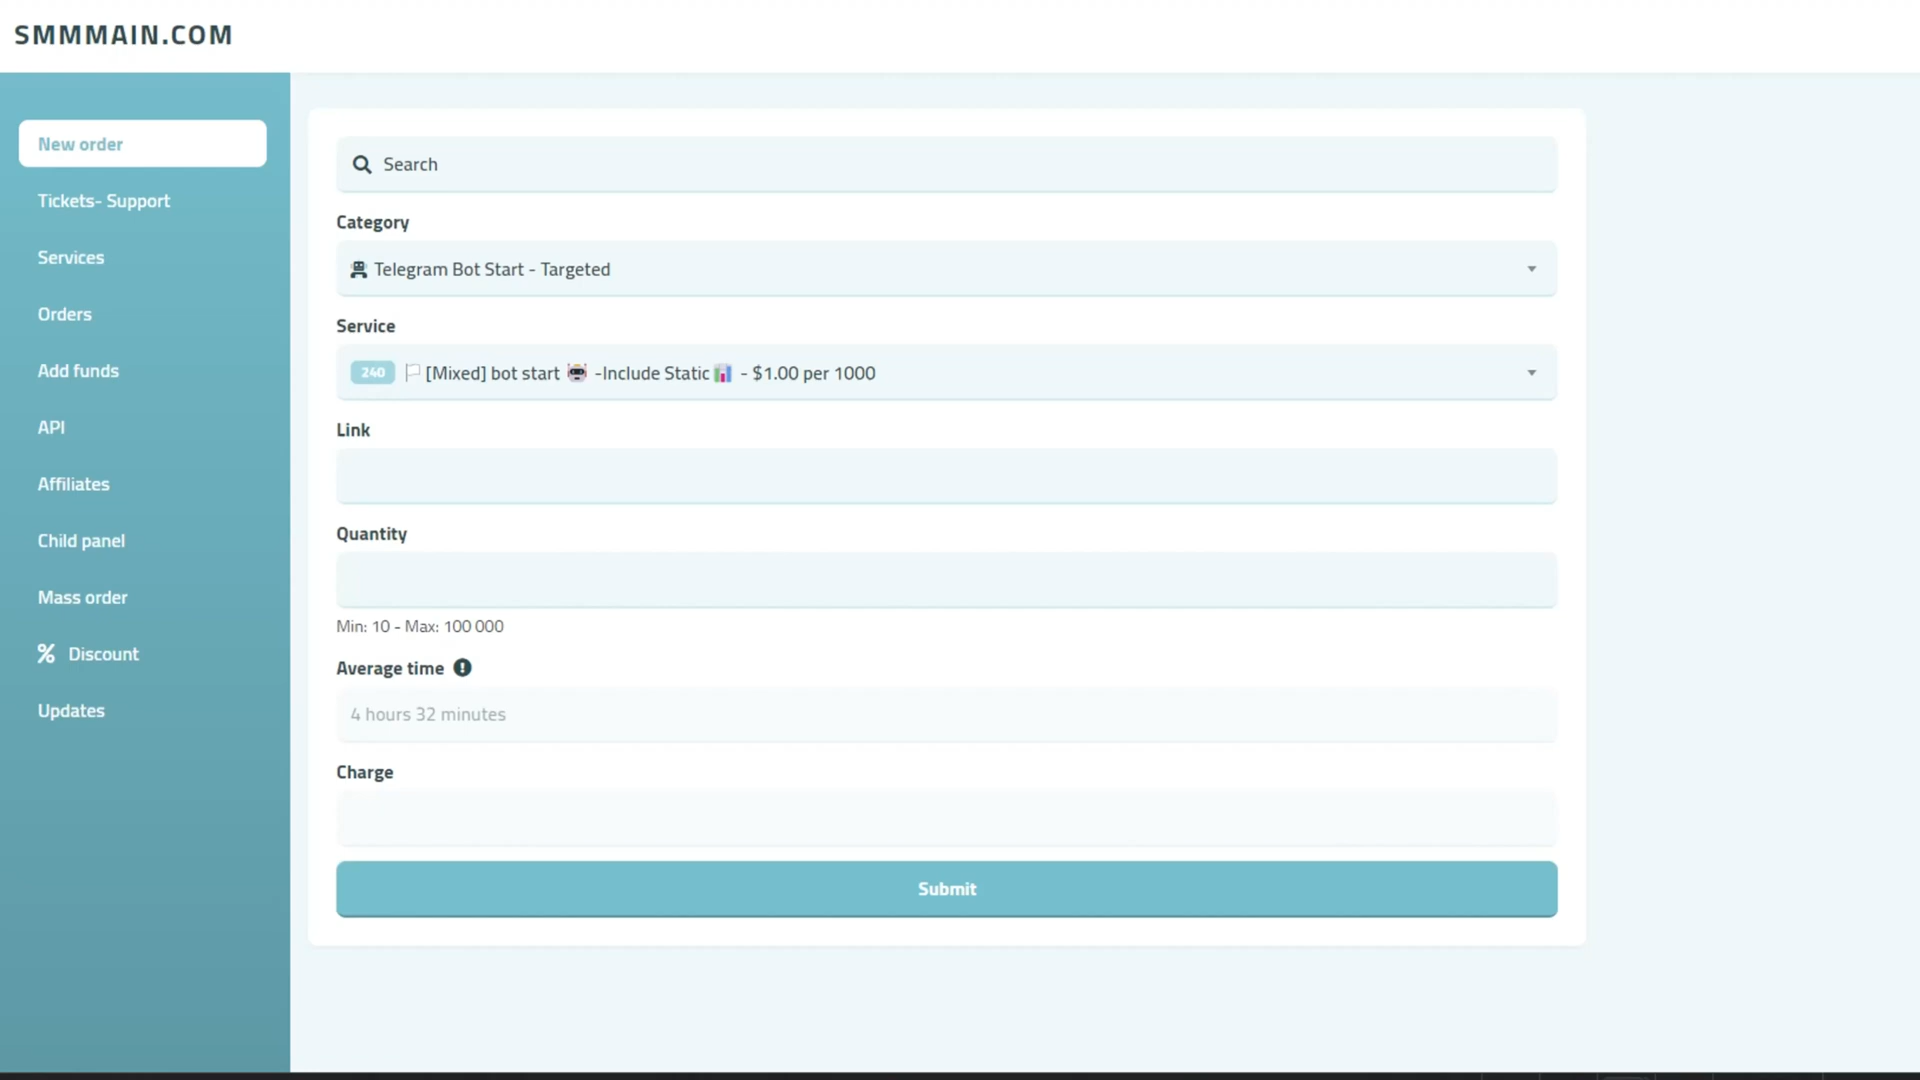 SMMMAIN.COM
New order
Tickets- Support
Services
Orders
Add funds
API
Affiliates
Child panel
Mass order
% Discount
Updates
Search
Category
Telegram Bot Start - Targeted
Service
240 [Mixed] bot start -Include Static - $1.00 per 1000
Link
Quantity
Min: 10 - Max: 100 000
Average time
4 hours 32 minutes
Charge
Submit